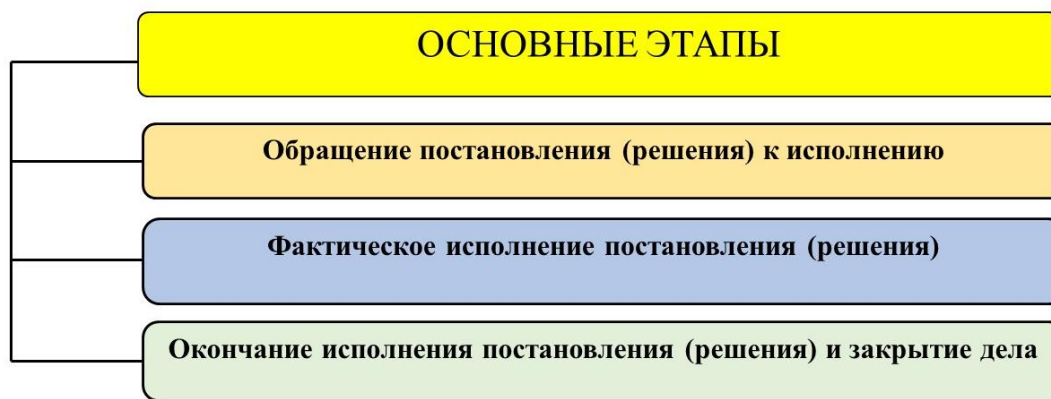 ОСНОВНЫЕ ЭТАПЫ
Обращение постановления (решения) к исполнению
Фактическое исполнение постановления (решения)
Окончание исполнения постановления (решения) и закрытие дела